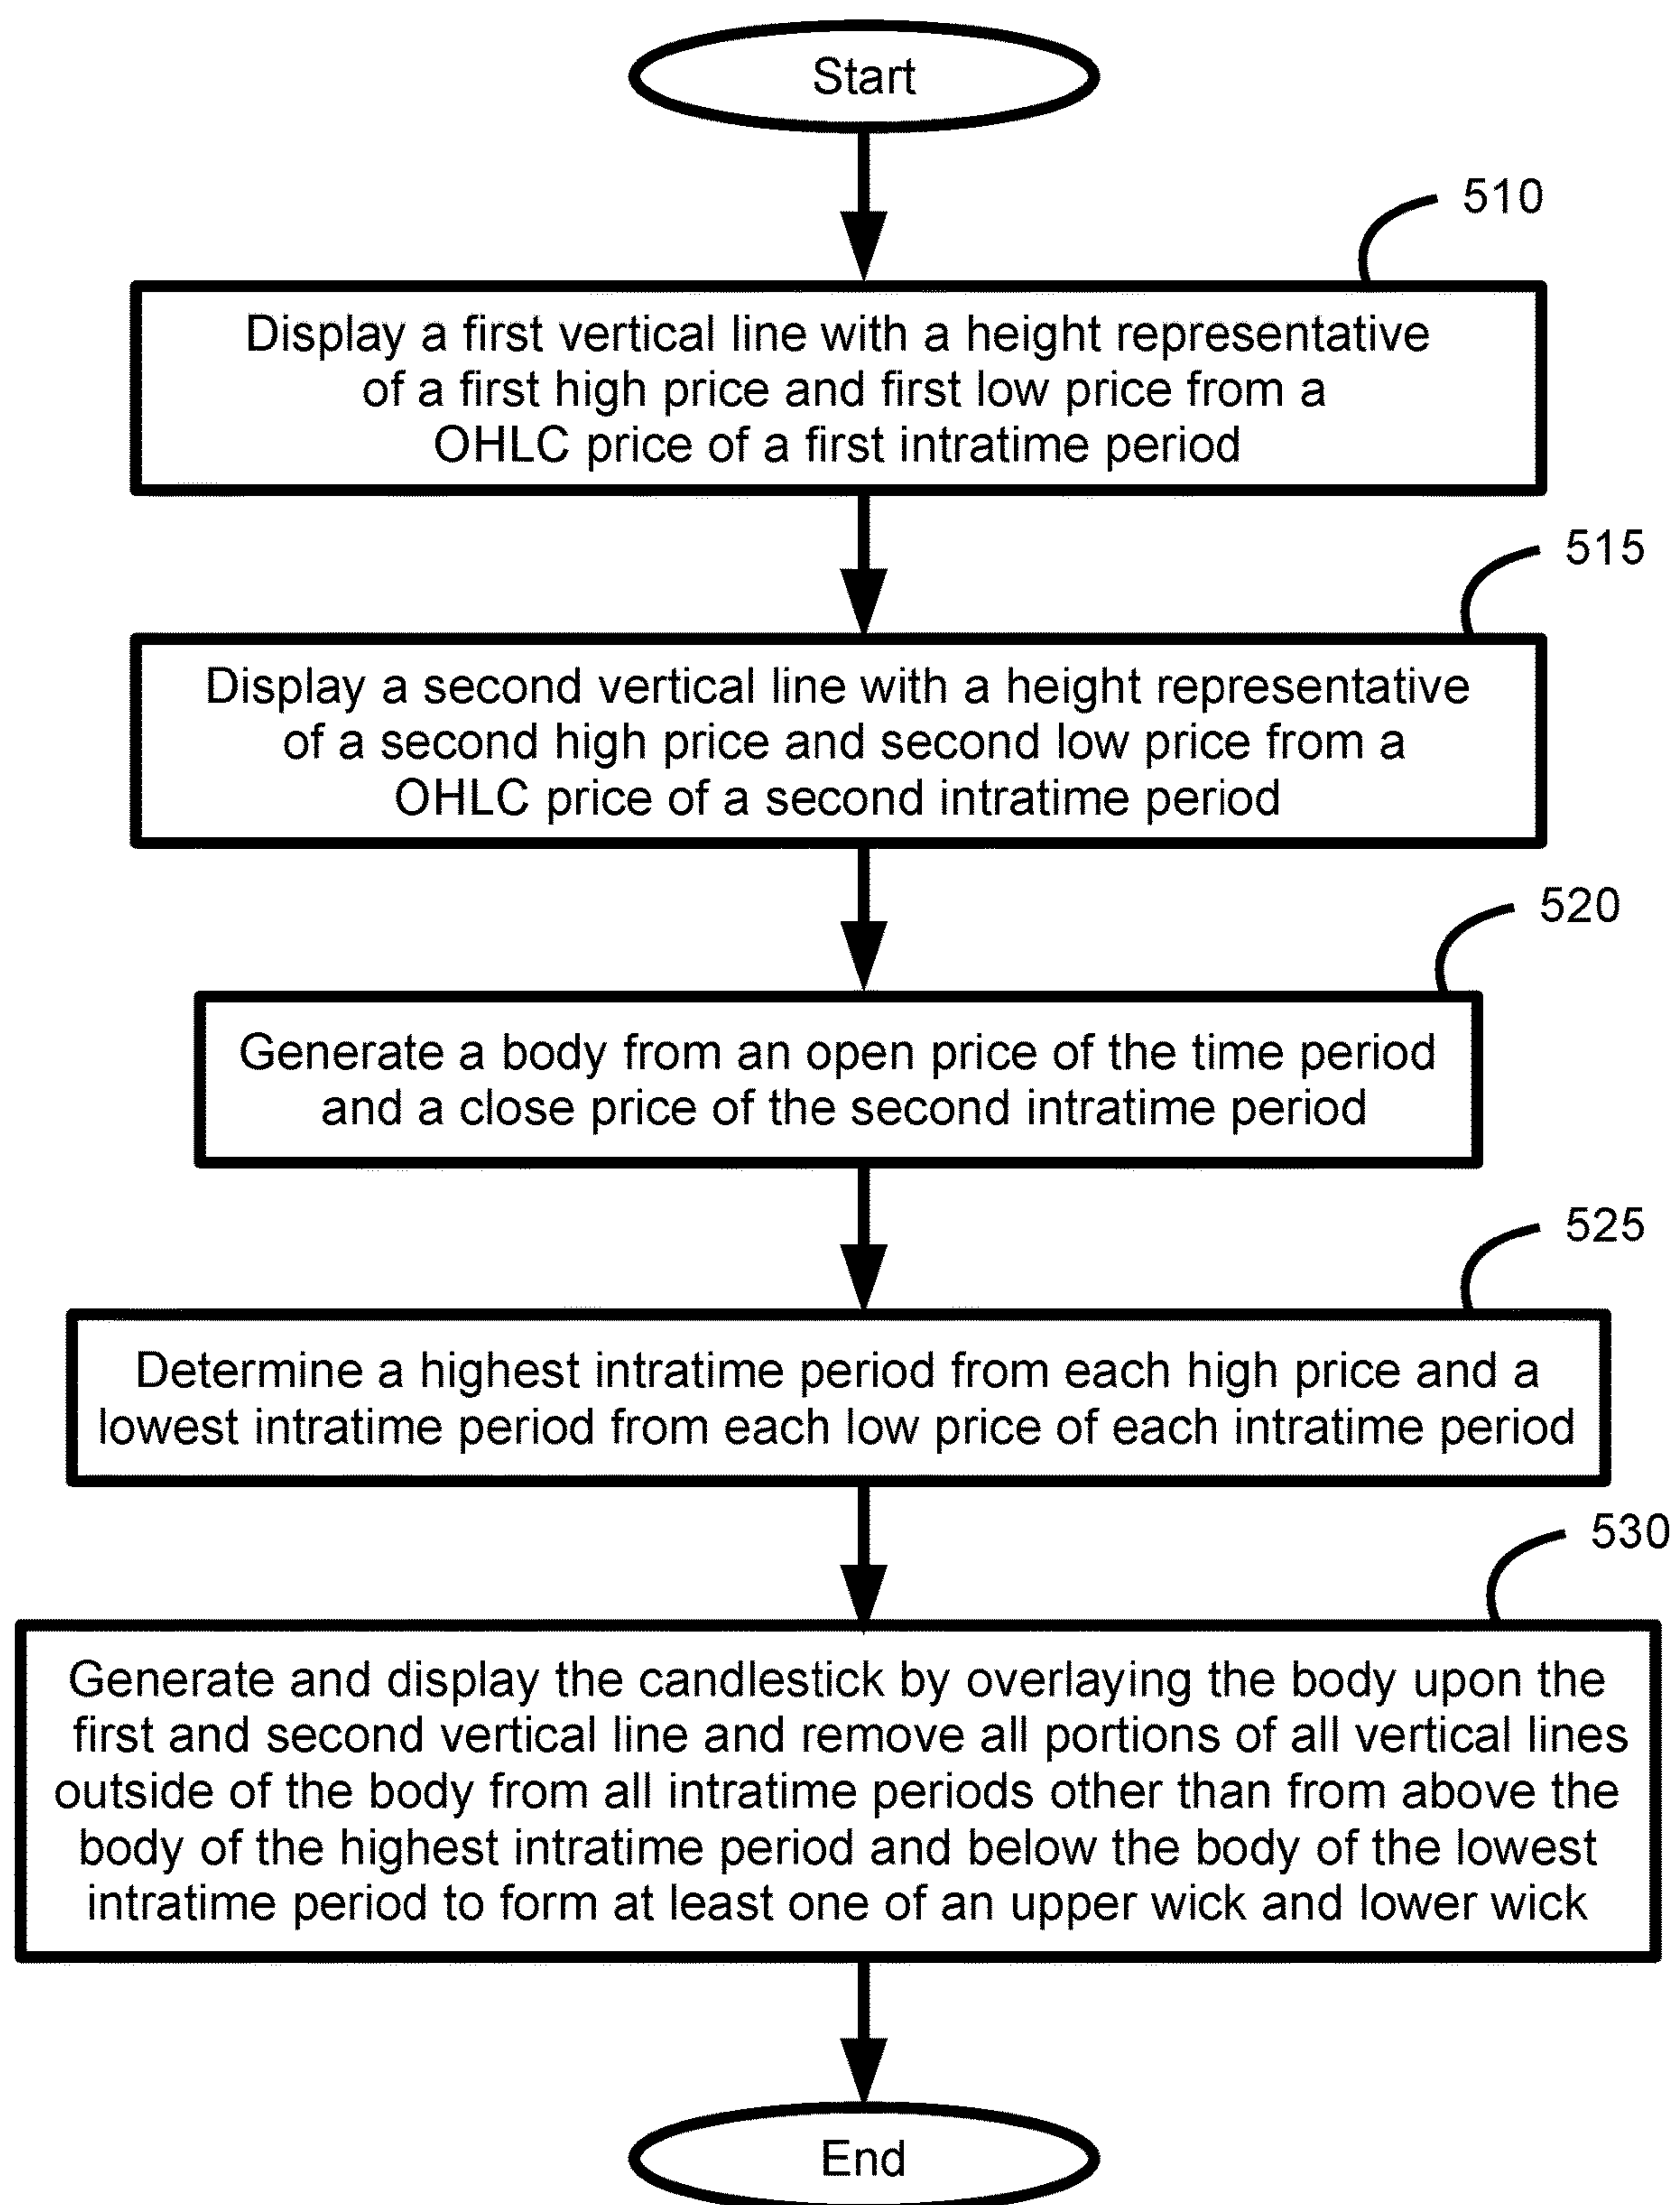 Start
510
Display a first vertical line with a height representative
of a first high price and first low price from a
OHLC price of a first intratime period
515
Display a second vertical line with a height representative
of a second high price and second low price from a
OHLC price of a second intratime period
520
Generate a body from an open price of the time period
and a close price of the second intratime period
525
Determine a highest intratime period from each high price and a
lowest intratime period from each low price of each intratime period
530
Generate and display the candlestick by overlaying the body upon the
first and second vertical line and remove all portions of all vertical lines
outside of the body from all intratime periods other than from above the
body of the highest intratime period and below the body of the lowest
intratime period to form at least one of an upper wick and lower wick
End